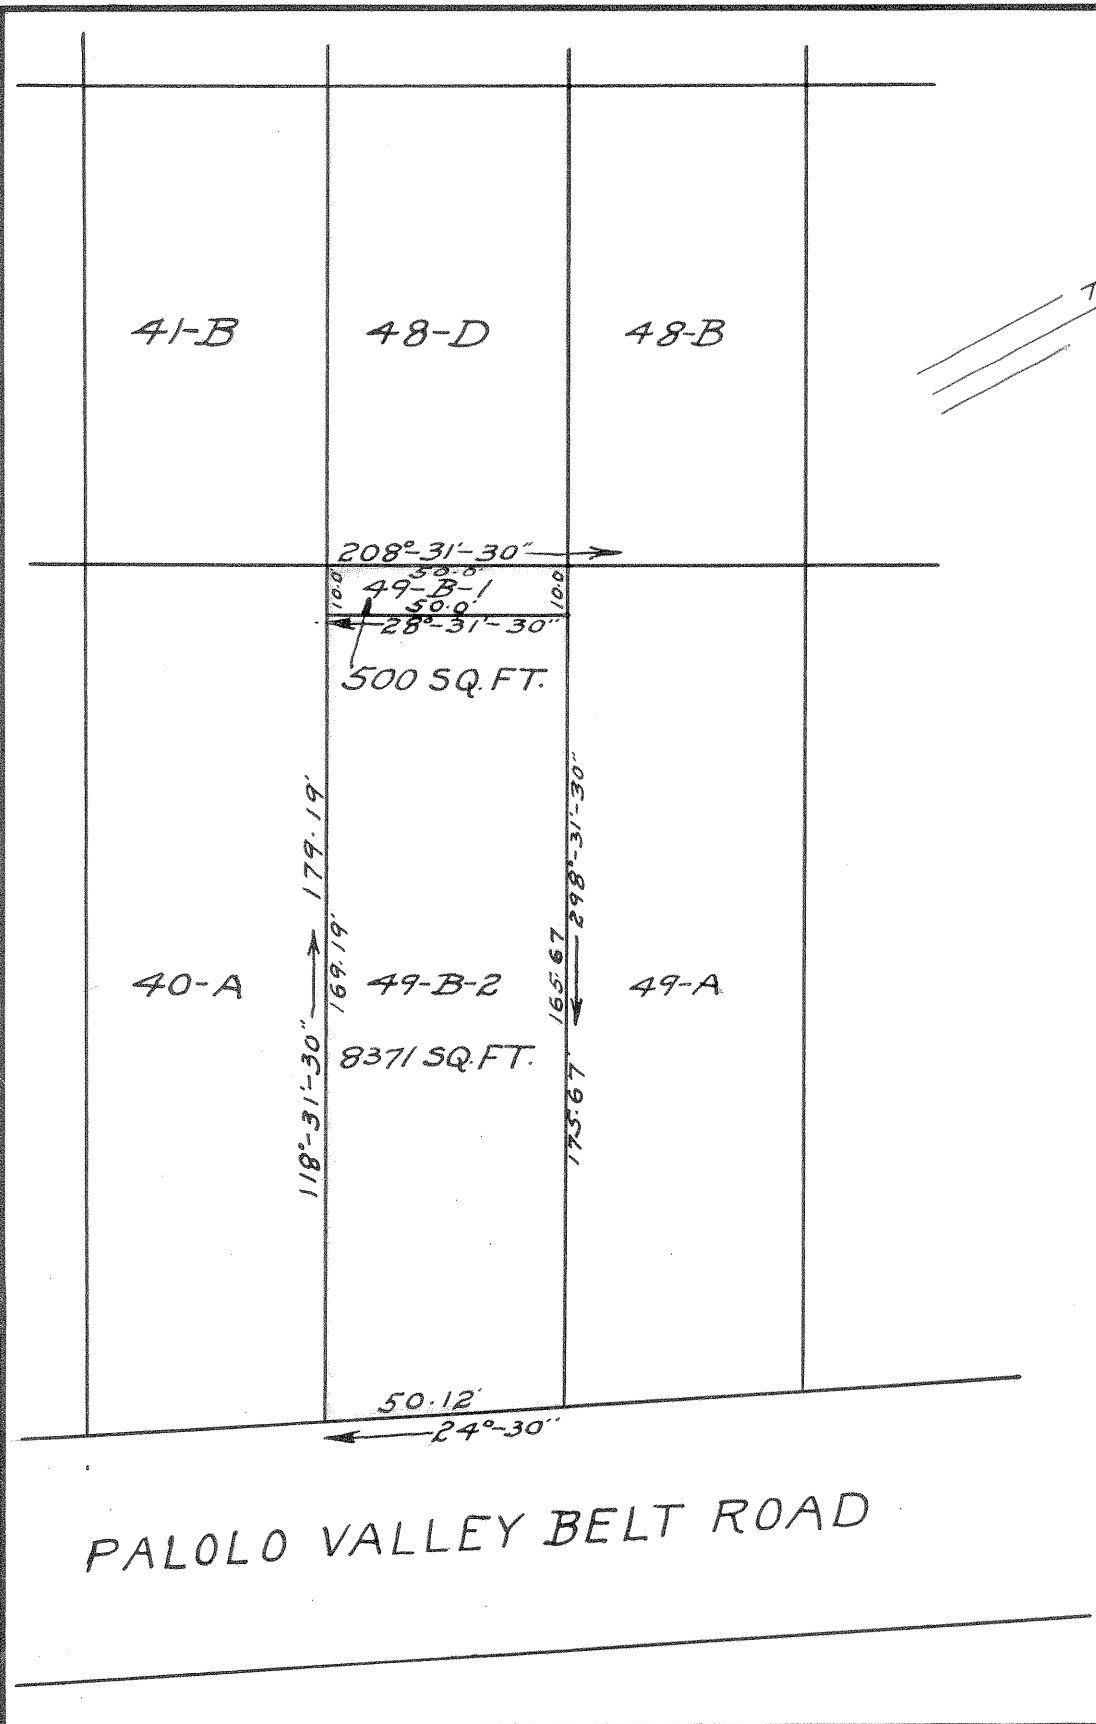 41-B
48-D
48-B
208°-31'-30"
50.0'
10.0'
49-B-1
10.0
50.0'
28°-31'-30"
500 SQ. FT.
118°-31'-30" 179.19'
169.19'
165.67
298°-31'-30"
175.67'
40-A
49-B-2
49-A
8371 SQ. FT.
50.12'
24°-30"
PALOLO VALLEY BELT ROAD